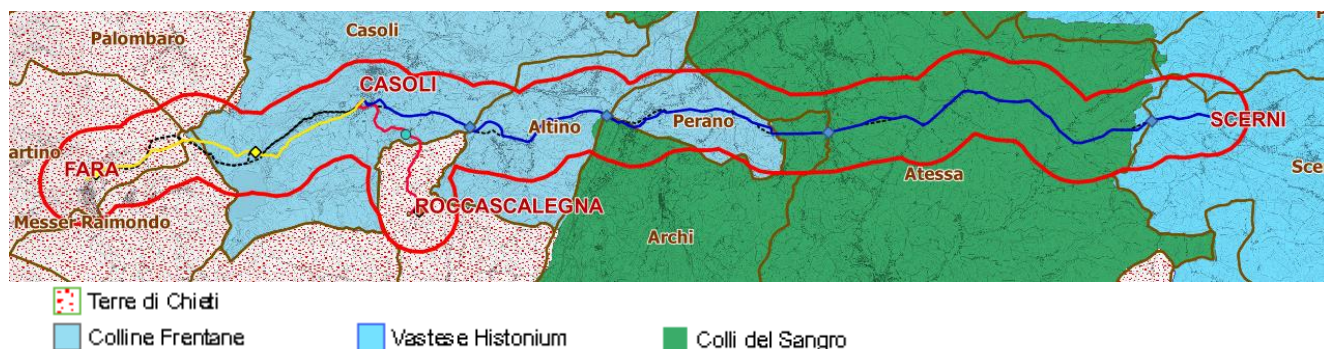 Palombaro
Casoli
CASOLI
Altino
Perano
SCERNI
artino
FARA
Atessa
Sce
ROCCASCALEGNA
Messer Raimondo
Archi
Terre di Chieti
Colline Frentane
Vastese Histonium
Colli del Sangro